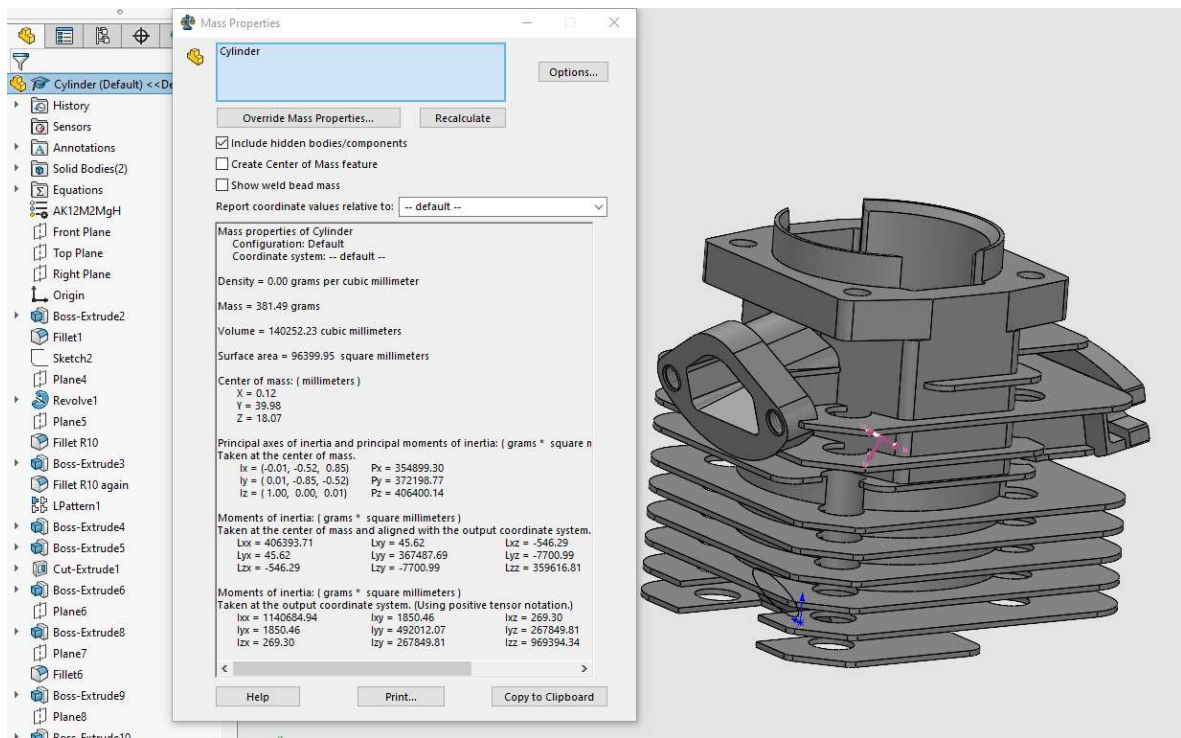 Mass Properties
Cylinder
Options...
Override Mass Properties...
Recalculate
Include hidden bodies/components
Create Center of Mass feature
Show weld bead mass
Report coordinate values relative to: -- default --
Mass properties of Cylinder
Configuration: Default
Coordinate system: -- default --
Density = 0.00 grams per cubic millimeter
Mass = 381.49 grams
Volume = 140252.23 cubic millimeters
Surface area = 96399.95 square millimeters
Center of mass: ( millimeters )
X = 0.12
Y = 39.98
Z = 18.07
Principal axes of inertia and principal moments of inertia: ( grams * square n
Taken at the center of mass.
Ix = (-0.01, -0.52, 0.85) Px = 354899.30
Iy = ( 0.01, -0.85, -0.52) Py = 372198.77
Iz = ( 1.00, 0.00, 0.01) Pz = 406400.14
Moments of inertia: ( grams * square millimeters )
Taken at the center of mass and aligned with the output coordinate system.
Lxx = 406393.71 Lxy = 45.62 Lxz = -546.29
Lyx = 45.62 Lyy = 367487.69 Lyz = -7700.99
Lzx = -546.29 Lzy = -7700.99 Lzz = 359616.81
Moments of inertia: ( grams * square millimeters )
Taken at the output coordinate system. (Using positive tensor notation.)
Ixx = 1140684.94 Ixy = 1850.46 Ixz = 269.30
Iyx = 1850.46 Iyy = 492012.07 Iyz = 267849.81
Izx = 269.30 Izy = 267849.81 Izz = 969394.34
Help
Print...
Copy to Clipboard
Cylinder (Default) <<De
History
Sensors
Annotations
Solid Bodies(2)
Equations
AK12M2MgH
Front Plane
Top Plane
Right Plane
Origin
Boss-Extrude2
Fillet1
Sketch2
Plane4
Revolve1
Plane5
Fillet R10
Boss-Extrude3
Fillet R10 again
LPattern1
Boss-Extrude4
Boss-Extrude5
Cut-Extrude1
Boss-Extrude6
Plane6
Boss-Extrude8
Plane7
Fillet6
Boss-Extrude9
Plane8
Boss-Extrude10